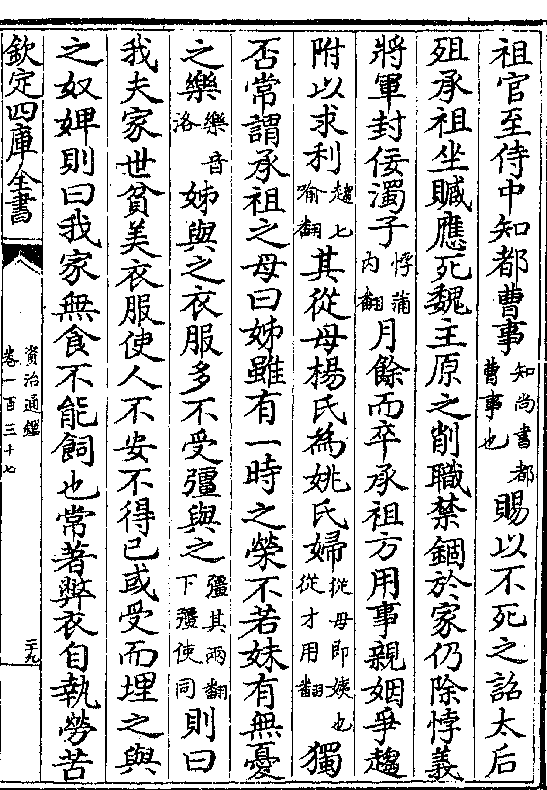 祖官至侍中知都曹事知尚書都曹事也賜以不死之詔太后
殂承祖坐贓應死魏主原之削職禁錮於家仍除悖義
將軍封佞濁子悖蒲內翻月餘而卒承祖方用事親姻爭趨
附以求利趨七喻翻其從母楊氏為姚氏婦從母即姨也從才用翻獨
否常謂承祖之母曰姊雖有一時之榮不若妹有無憂
之樂樂音洛姊與之衣服多不受彊與之彊其兩翻下彊使同則曰
我夫家世貧美衣服使人不安不得已或受而埋之與
之奴婢則曰我家無食不能飼也常著弊衣自執勞苦
欽定四庫全書
資治通鑑
卷一百三十七
二十九